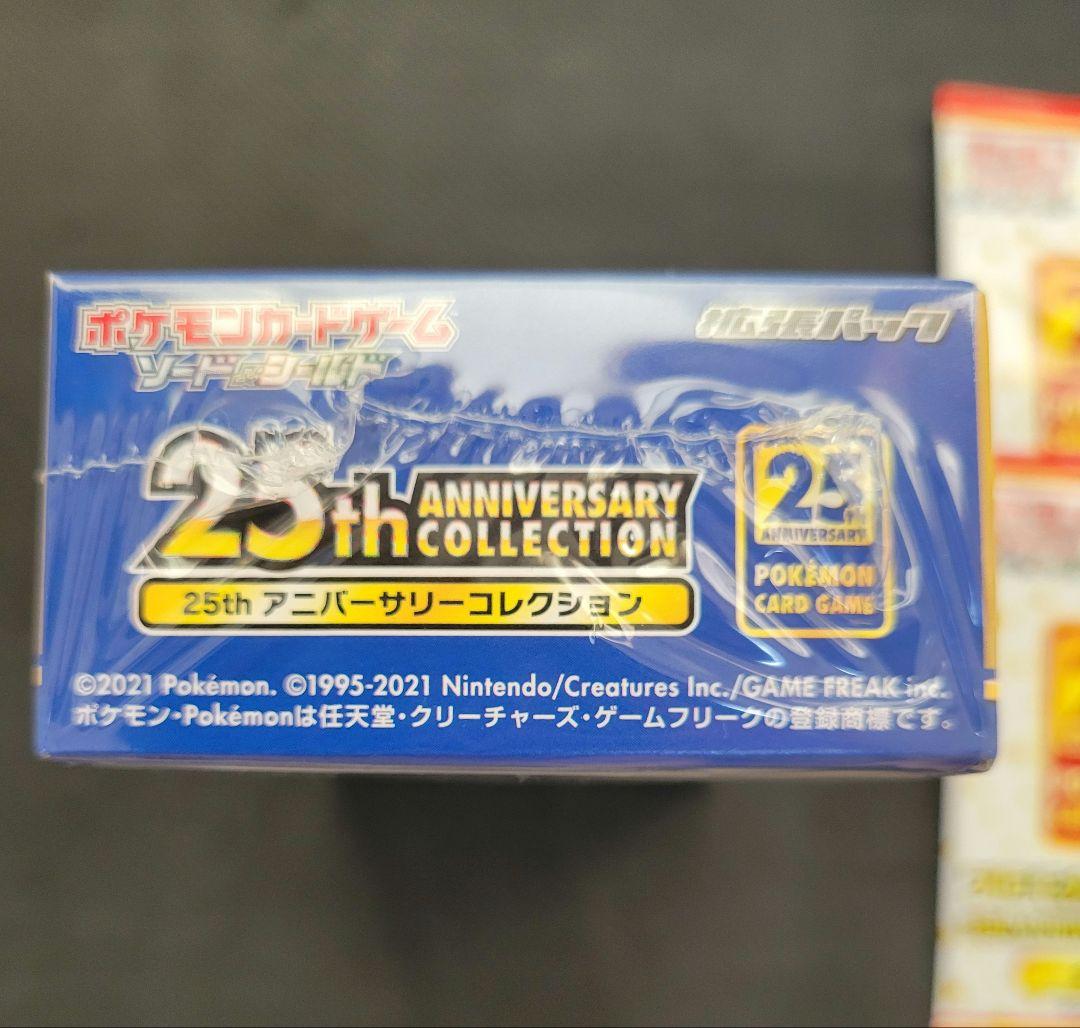 ポケモンカードゲーム
ソード&シールド
拡張パック
25th ANNIVERSARY COLLECTION
25th アニバーサリーコレクション
25th
ANNIVERSARY
POKÉMON
CARD GAME
©2021 Pokémon. ©1995-2021 Nintendo/Creatures Inc./GAME FREAK inc.
ポケモン・Pokémonは任天堂・クリーチャーズ・ゲームフリークの登録商標です。